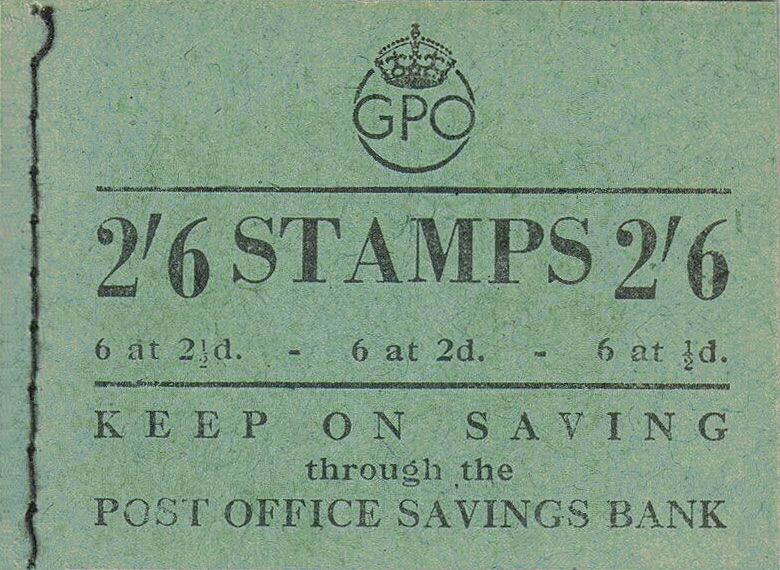 GPO
2'6 STAMPS 2'6
6 at 2½d. - 6 at 2d. - 6 at ½d.
KEEP ON SAVING
through the
POST OFFICE SAVINGS BANK